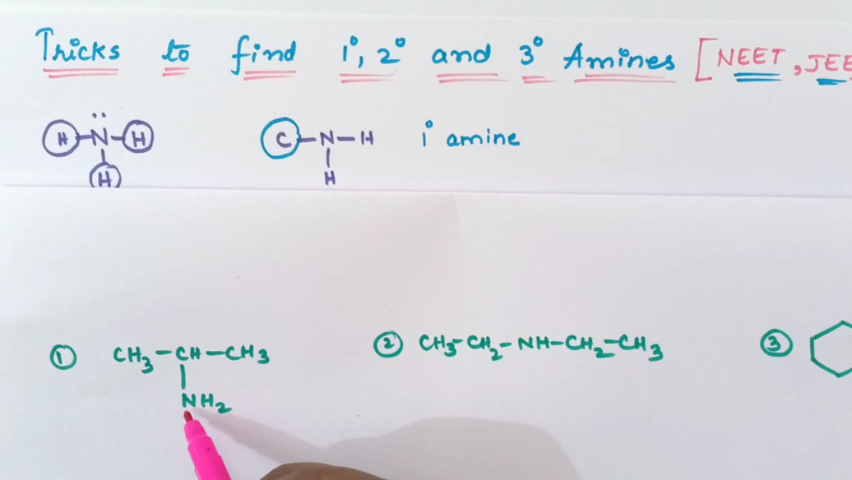 Tricks to find 1°, 2° and 3° Amines [NEET, JEE
H–N̈–H
H
C–N–H 1° amine
H
① CH₃–CH–CH₃
NH₂
② CH₃–CH₂–NH–CH₂–CH₃
③